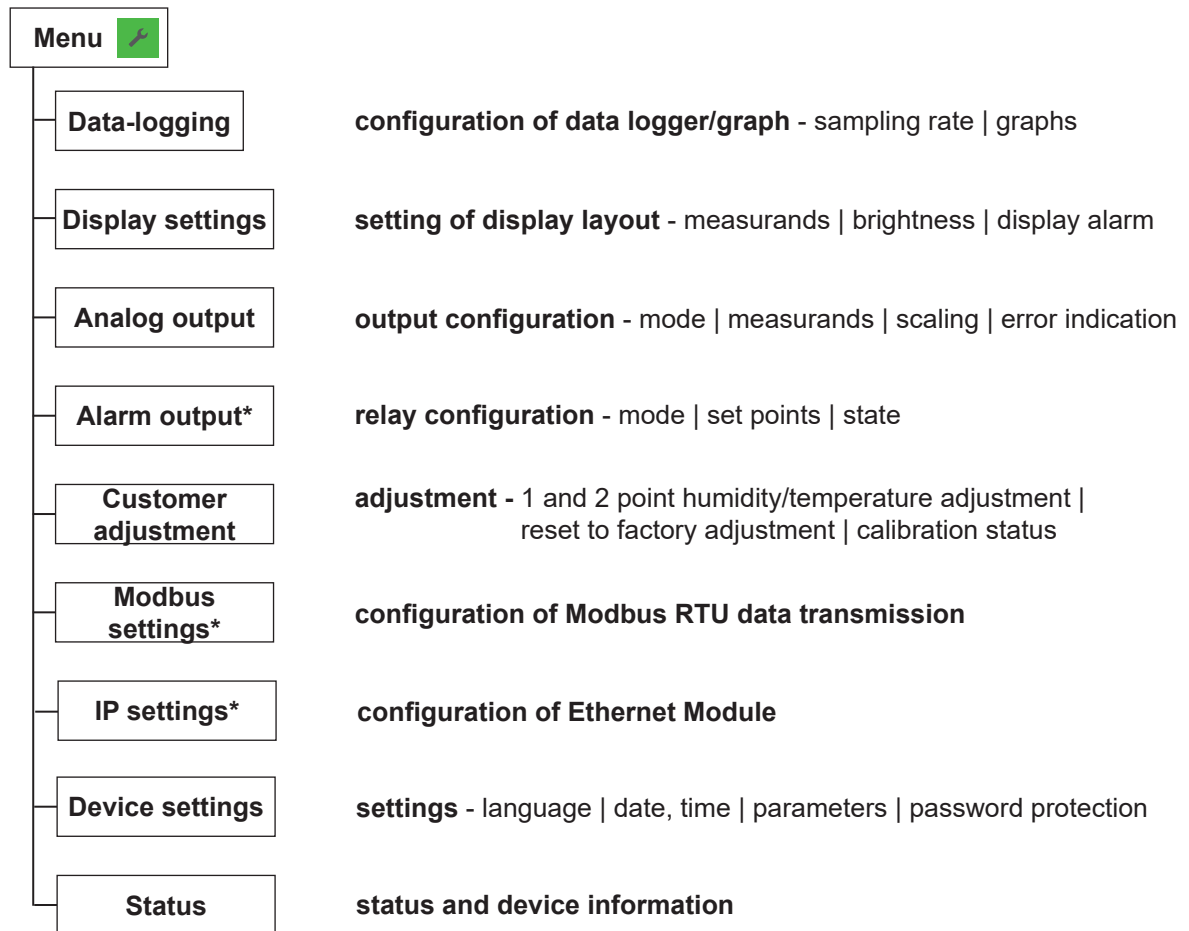 Menu
Data-logging
configuration of data logger/graph - sampling rate | graphs
Display settings
setting of display layout - measurands | brightness | display alarm
Analog output
output configuration - mode | measurands | scaling | error indication
Alarm output*
relay configuration - mode | set points | state
Customer
adjustment
adjustment - 1 and 2 point humidity/temperature adjustment |
reset to factory adjustment | calibration status
Modbus
settings*
configuration of Modbus RTU data transmission
IP settings*
configuration of Ethernet Module
Device settings
settings - language | date, time | parameters | password protection
Status
status and device information